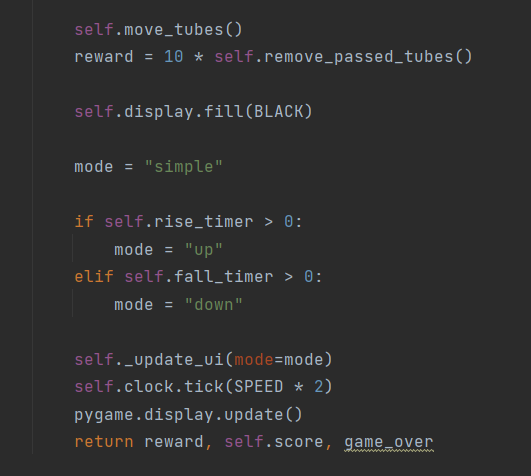 self.move_tubes()
reward = 10 * self.remove_passed_tubes()
self.display.fill(BLACK)
mode = "simple"
if self.rise_timer > 0:
mode = "up"
elif self.fall_timer > 0:
mode = "down"
self._update_ui(mode=mode)
self.clock.tick(SPEED * 2)
pygame.display.update()
return reward, self.score, game_over